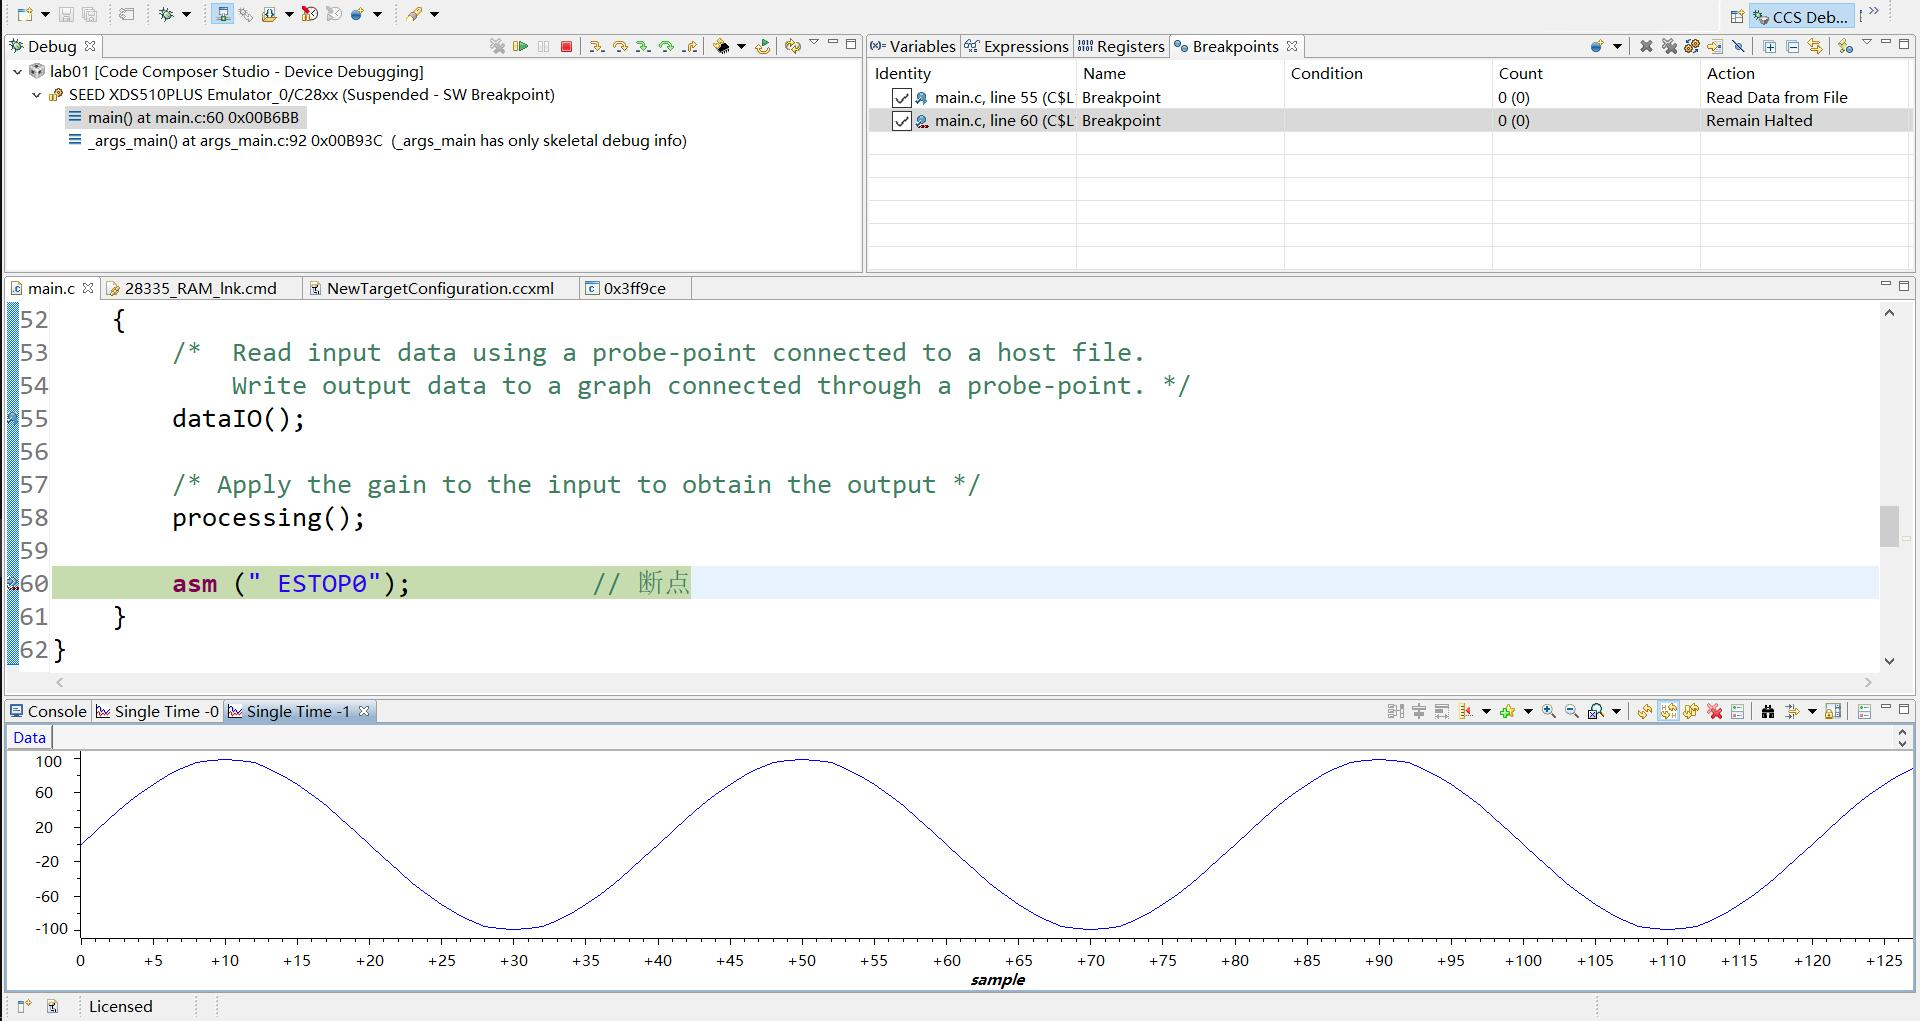 CCS Deb...
Debug
lab01 [Code Composer Studio - Device Debugging]
SEED XDS510PLUS Emulator_0/C28xx (Suspended - SW Breakpoint)
main() at main.c:60 0x00B6BB
_args_main() at args_main.c:92 0x00B93C (_args_main has only skeletal debug info)
Variables Expressions Registers Breakpoints
Identity Name Condition Count Action
main.c, line 55 (C$L Breakpoint 0 (0) Read Data from File
main.c, line 60 (C$L Breakpoint 0 (0) Remain Halted
main.c 28335_RAM_lnk.cmd NewTargetConfiguration.ccxml 0x3ff9ce
52 {
53 /* Read input data using a probe-point connected to a host file.
54 Write output data to a graph connected through a probe-point. */
55 dataIO();
56
57 /* Apply the gain to the input to obtain the output */
58 processing();
59
60 asm (" ESTOP0"); // 断点
61 }
62 }
Console Single Time -0 Single Time -1
Data
100
60
20
-20
-60
-100
0 +5 +10 +15 +20 +25 +30 +35 +40 +45 +50 +55 +60 +65 +70 +75 +80 +85 +90 +95 +100 +105 +110 +115 +120 +125
sample
Licensed